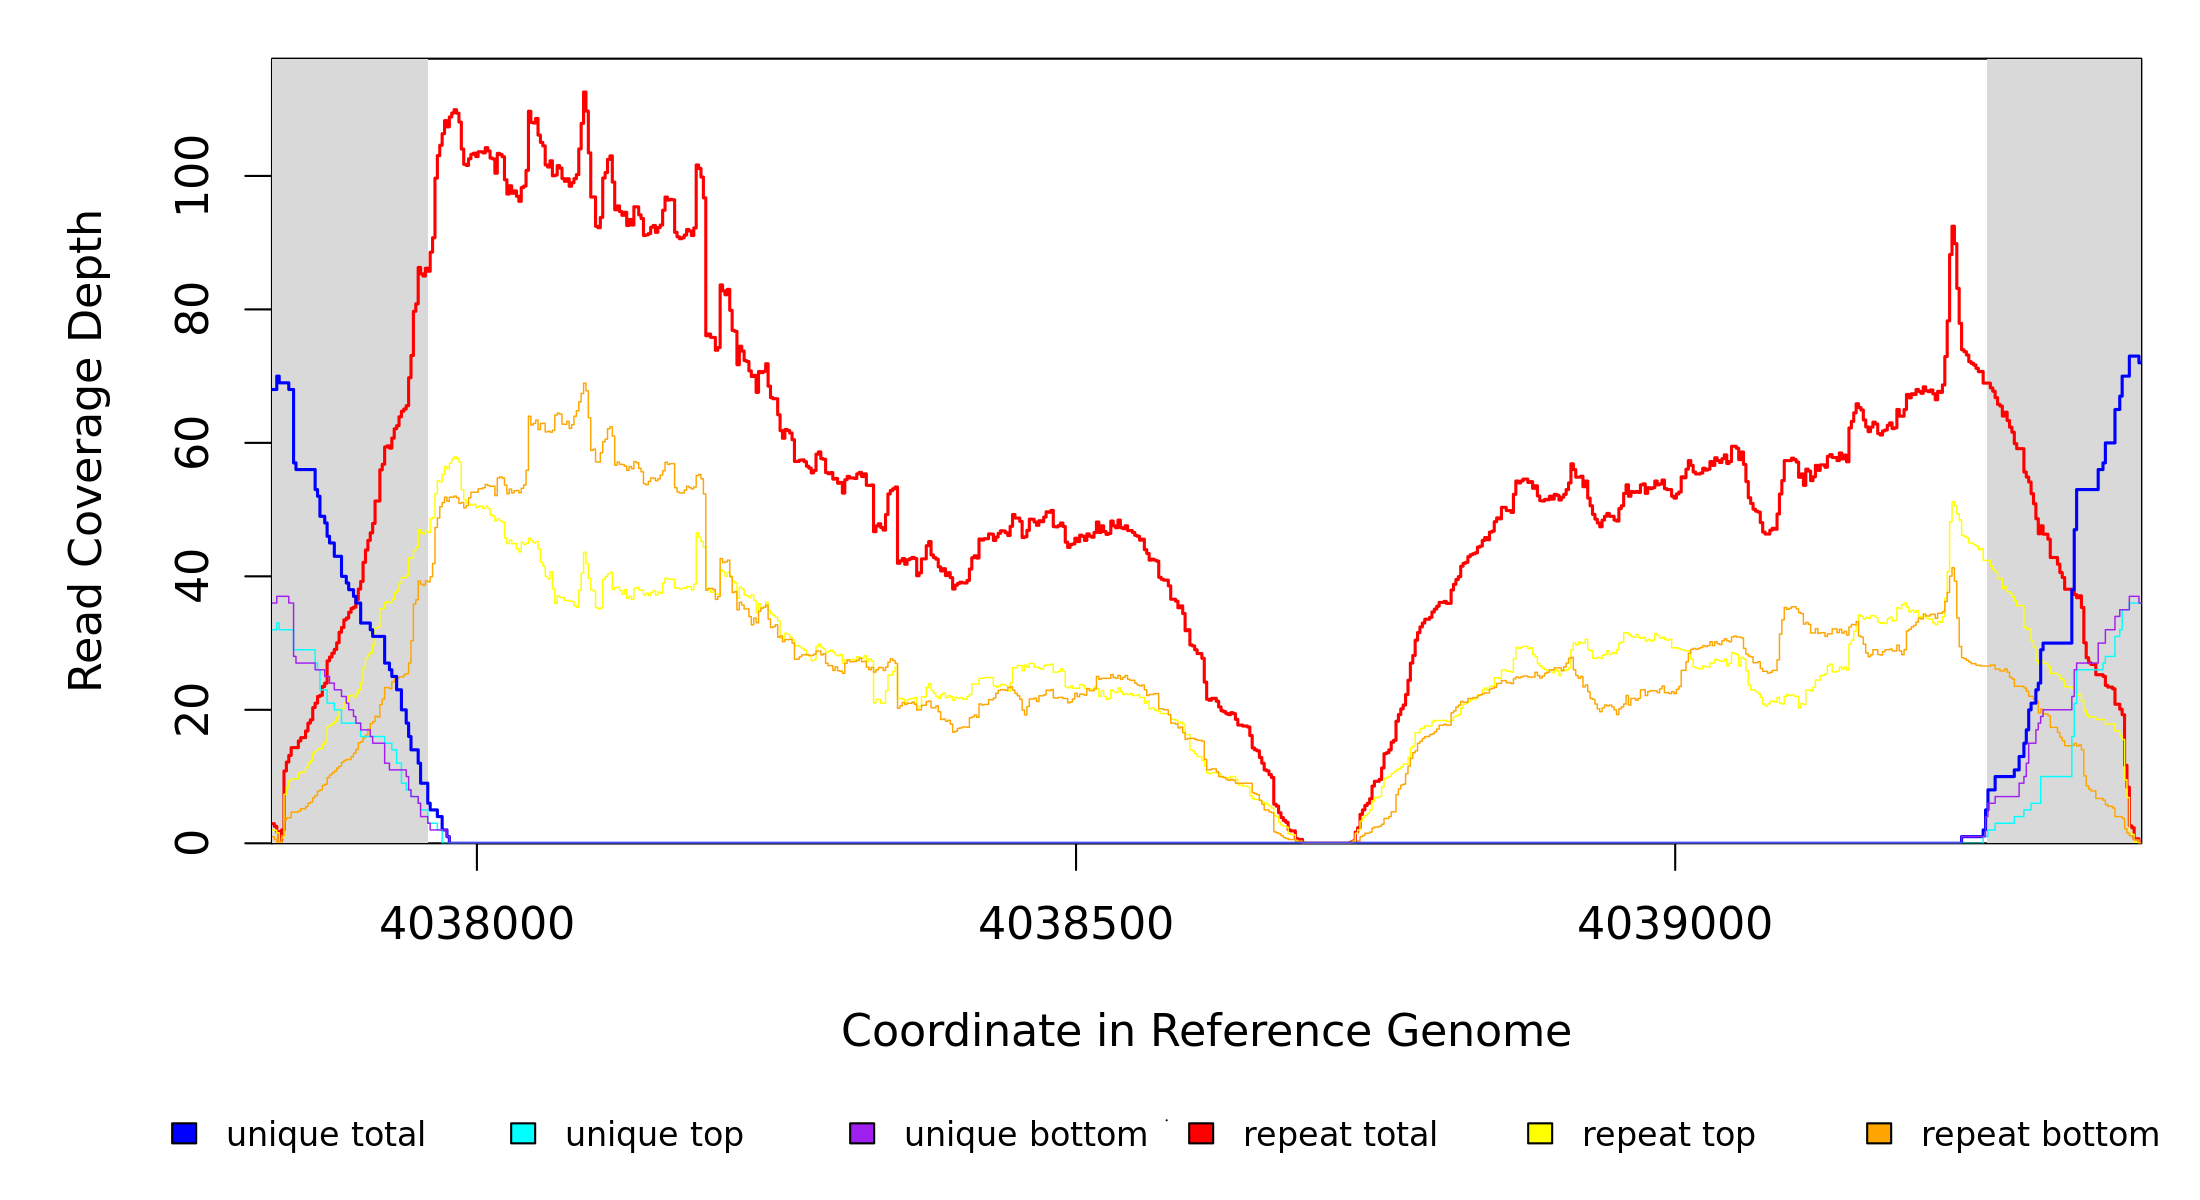 Read Coverage Depth
100
80
60
40
20
0
4038000 4038500 4039000
Coordinate in Reference Genome
unique total unique top unique bottom repeat total repeat top repeat bottom